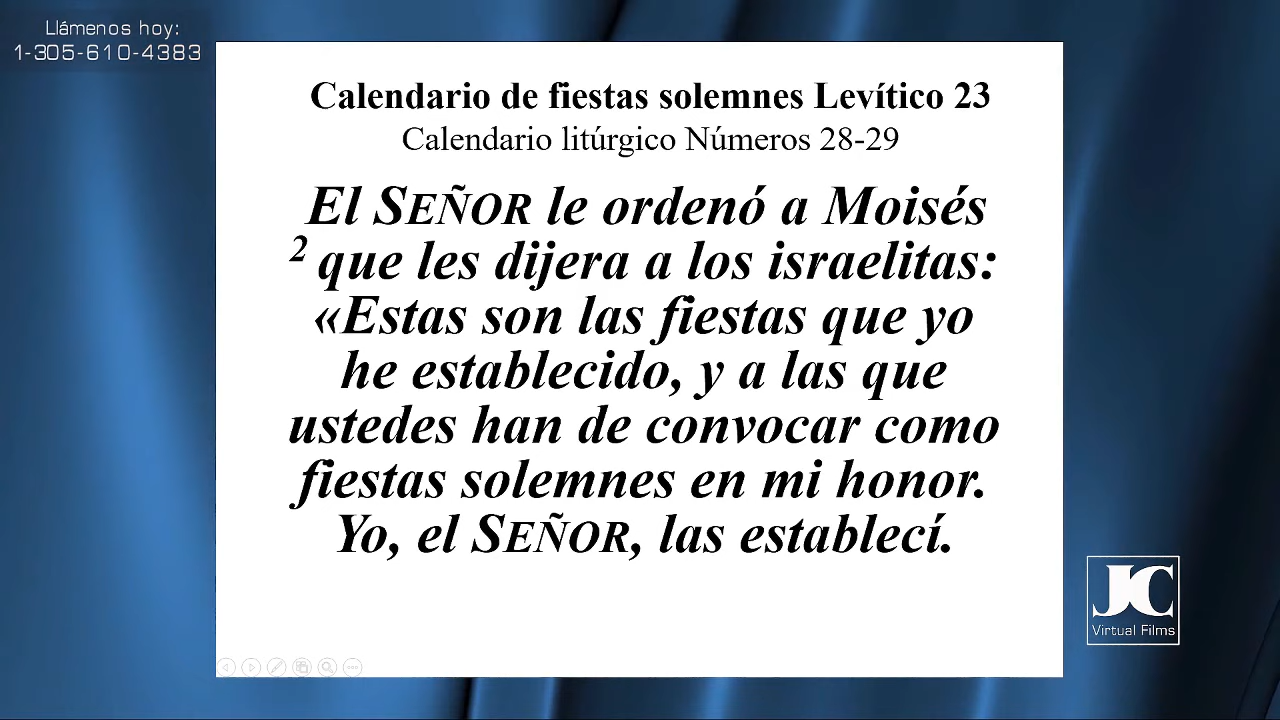 Llámenos hoy:
1-305-610-4383
Calendario de fiestas solemnes Levítico 23
Calendario litúrgico Números 28-29
El SEÑOR le ordenó a Moisés
2 que les dijera a los israelitas:
«Estas son las fiestas que yo
he establecido, y a las que
ustedes han de convocar como
fiestas solemnes en mi honor.
Yo, el SEÑOR, las establecí.
JC
Virtual Films